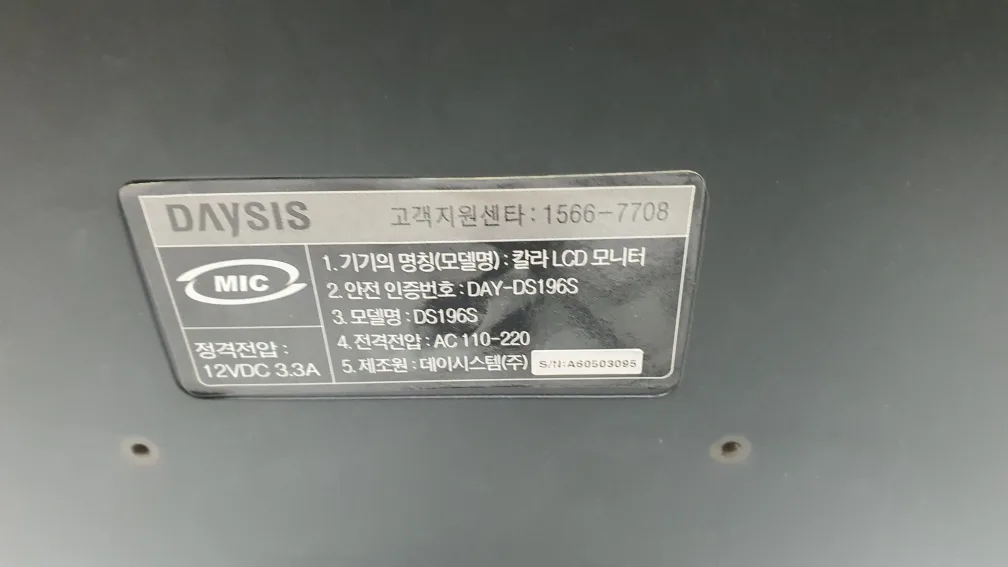 DAYSIS
고객지원센타:1566-7708
MIC
정격전압 :
12VDC 3.3A
1. 기기의 명칭(모델명) : 칼라 LCD 모니터
2. 안전 인증번호 : DAY-DS196S
3. 모델명 : DS196S
4. 전격전압 : AC 110-220
5. 제조원 : 데이시스템(주)
S/N:A60503095